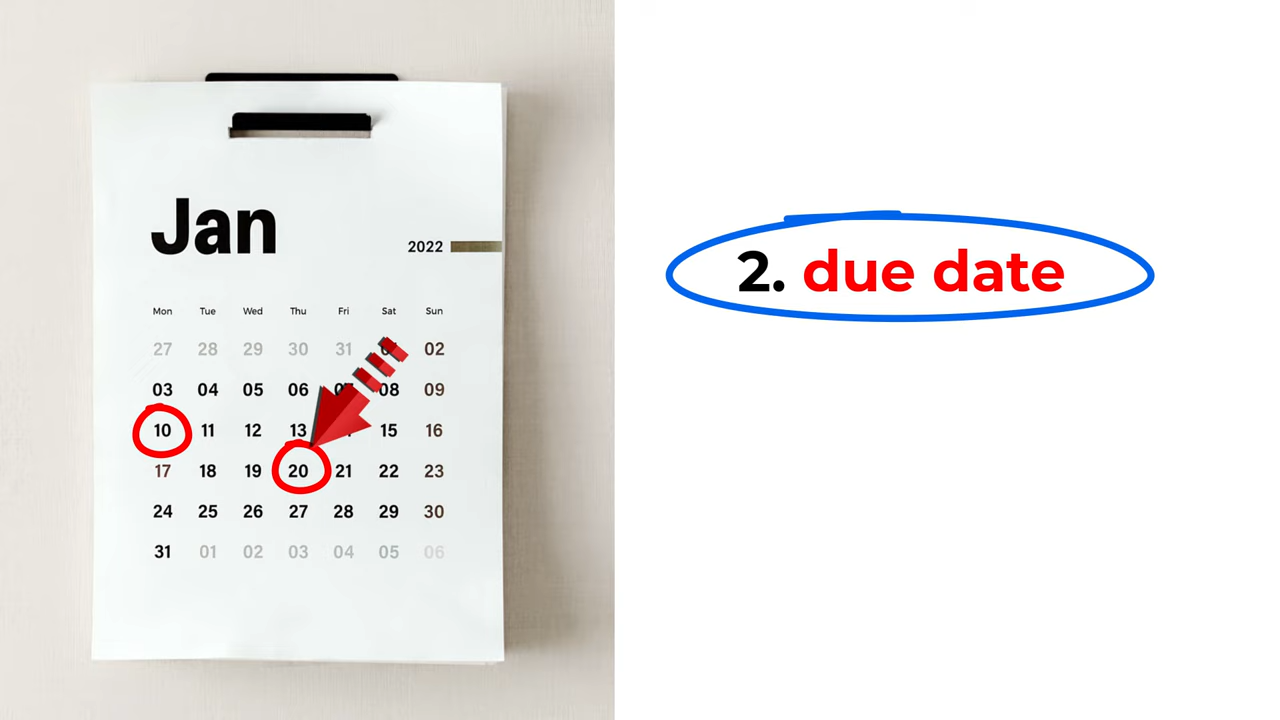 Jan
2022
Mon Tue Wed Thu Fri Sat Sun
27 28 29 30 31 02
03 04 05 06 08 09
10 11 12 13 15 16
17 18 19 20 21 22 23
24 25 26 27 28 29 30
31 01 02 03 04 05 06
2. due date